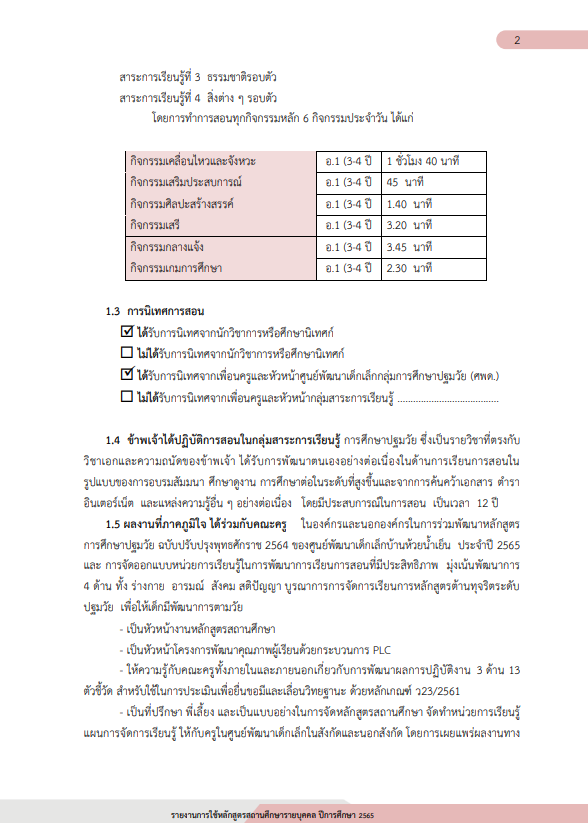 2
สาระการเรียนรู้ที่ 3 ธรรมชาติรอบตัว
สาระการเรียนรู้ที่ 4 สิ่งต่าง ๆ รอบตัว
โดยการทำการสอนทุกกิจกรรมหลัก 6 กิจกรรมประจำวัน ได้แก่
กิจกรรมเคลื่อนไหวและจังหวะ อ.1 (3-4 ปี 1 ชั่วโมง 40 นาที
กิจกรรมเสริมประสบการณ์ อ.1 (3-4 ปี 45 นาที
กิจกรรมศิลปะสร้างสรรค์ อ.1 (3-4 ปี 1.40 นาที
กิจกรรมเสรี อ.1 (3-4 ปี 3.20 นาที
กิจกรรมกลางแจ้ง อ.1 (3-4 ปี 3.45 นาที
กิจกรรมเกมการศึกษา อ.1 (3-4 ปี 2.30 นาที
1.3 การนิเทศการสอน
☑ ได้รับการนิเทศจากนักวิชาการหรือศึกษานิเทศก์
☐ ไม่ได้รับการนิเทศจากนักวิชาการหรือศึกษานิเทศก์
☑ ได้รับการนิเทศจากเพื่อนครูและหัวหน้าศูนย์พัฒนาเด็กเล็กกลุ่มการศึกษาปฐมวัย (ศพด.)
☐ ไม่ได้รับการนิเทศจากเพื่อนครูและหัวหน้ากลุ่มสาระการเรียนรู้ ......................................
1.4 ข้าพเจ้าได้ปฏิบัติการสอนในกลุ่มสาระการเรียนรู้ การศึกษาปฐมวัย ซึ่งเป็นรายวิชาที่ตรงกับ
วิชาเอกและความถนัดของข้าพเจ้า ได้รับการพัฒนาตนเองอย่างต่อเนื่องในด้านการเรียนการสอนใน
รูปแบบของการอบรมสัมมนา ศึกษาดูงาน การศึกษาต่อในระดับที่สูงขึ้นและจากการค้นคว้าเอกสาร ตำรา
อินเตอร์เน็ต และแหล่งความรู้อื่น ๆ อย่างต่อเนื่อง โดยมีประสบการณ์ในการสอน เป็นเวลา 12 ปี
1.5 ผลงานที่ภาคภูมิใจ ได้ร่วมกับคณะครู ในองค์กรและนอกองค์กรในการร่วมพัฒนาหลักสูตร
การศึกษาปฐมวัย ฉบับปรับปรุงพุทธศักราช 2564 ของศูนย์พัฒนาเด็กเล็กบ้านห้วยน้ำเย็น ประจำปี 2565
และ การจัดออกแบบหน่วยการเรียนรู้ในการพัฒนาการเรียนการสอนที่มีประสิทธิภาพ มุ่งเน้นพัฒนาการ
4 ด้าน ทั้ง ร่างกาย อารมณ์ สังคม สติปัญญา บูรณาการการจัดการเรียนการหลักสูตรต้านทุจริตระดับ
ปฐมวัย เพื่อให้เด็กมีพัฒนาการตามวัย
- เป็นหัวหน้างานหลักสูตรสถานศึกษา
- เป็นหัวหน้าโครงการพัฒนาคุณภาพผู้เรียนด้วยกระบวนการ PLC
- ให้ความรู้กับคณะครูทั้งภายในและภายนอกเกี่ยวกับการพัฒนาผลการปฏิบัติงาน 3 ด้าน 13
ตัวชี้วัด สำหรับใช้ในการประเมินเพื่อยื่นขอมีและเลื่อนวิทยฐานะ ด้วยหลักเกณฑ์ ว23/2561
- เป็นที่ปรึกษา พี่เลี้ยง และเป็นแบบอย่างในการจัดหลักสูตรสถานศึกษา จัดทำหน่วยการเรียนรู้
แผนการจัดการเรียนรู้ ให้กับครูในศูนย์พัฒนาเด็กเล็กในสังกัดและนอกสังกัด โดยการเผยแพร่ผลงานทาง
รายงานการใช้หลักสูตรสถานศึกษารายบุคคล ปีการศึกษา 2565